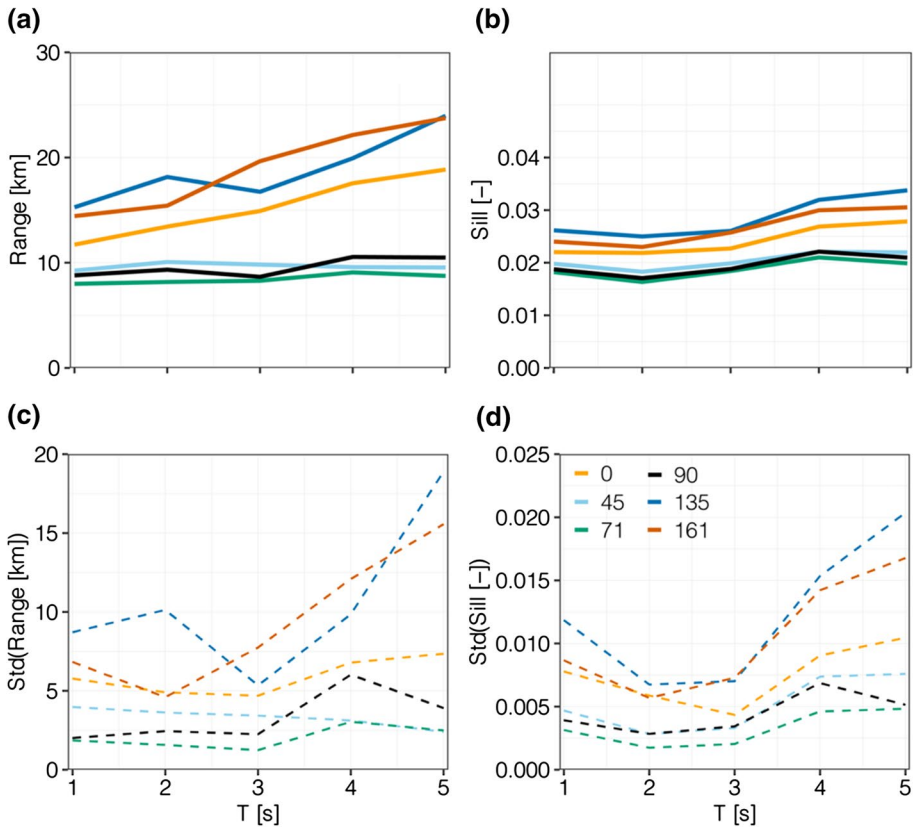 (a)
Range [km]
30
20
10
0
(b)
Sill [–]
0.04
0.03
0.02
0.01
0.00
(c)
Std(Range [km])
20
15
10
5
0
1 2 3 4 5
T [s]
(d)
Std(Sill [–])
0.025
0.020
0.015
0.010
0.005
0.000
0 90
45 135
71 161
1 2 3 4 5
T [s]